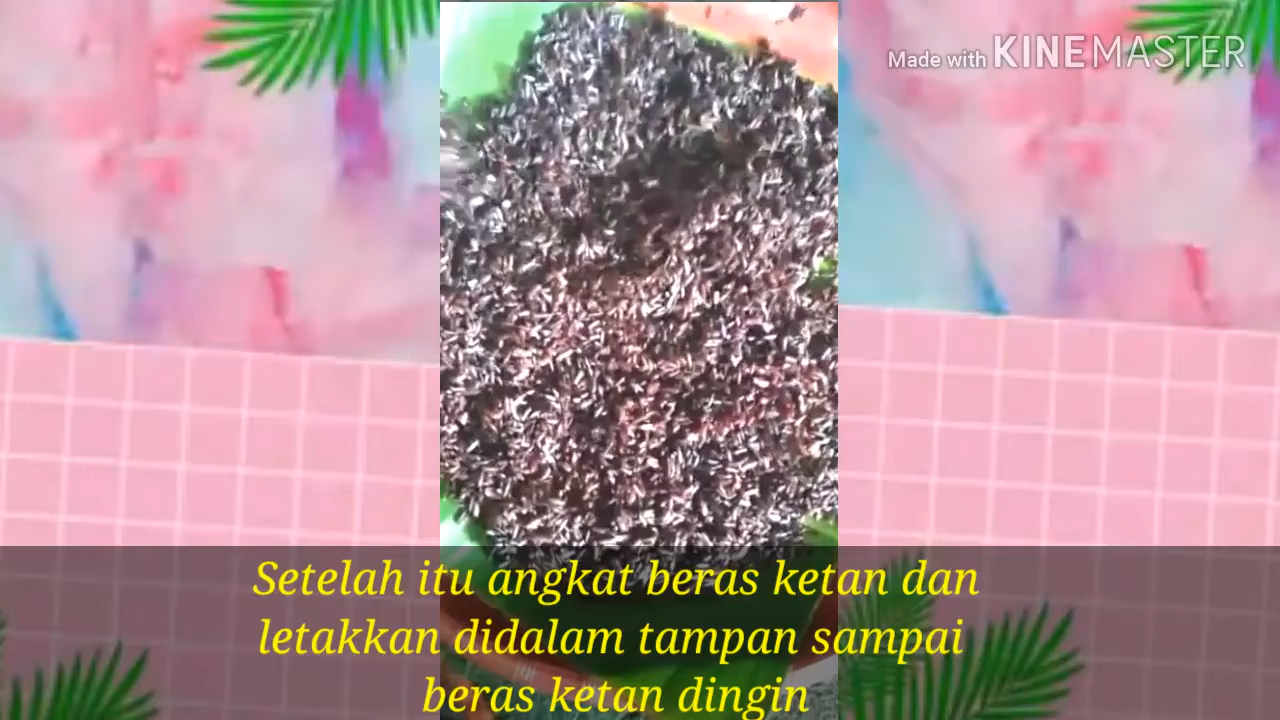 Made with KINEMASTER
Setelah itu angkat beras ketan dan
letakkan didalam tampan sampai
beras ketan dingin